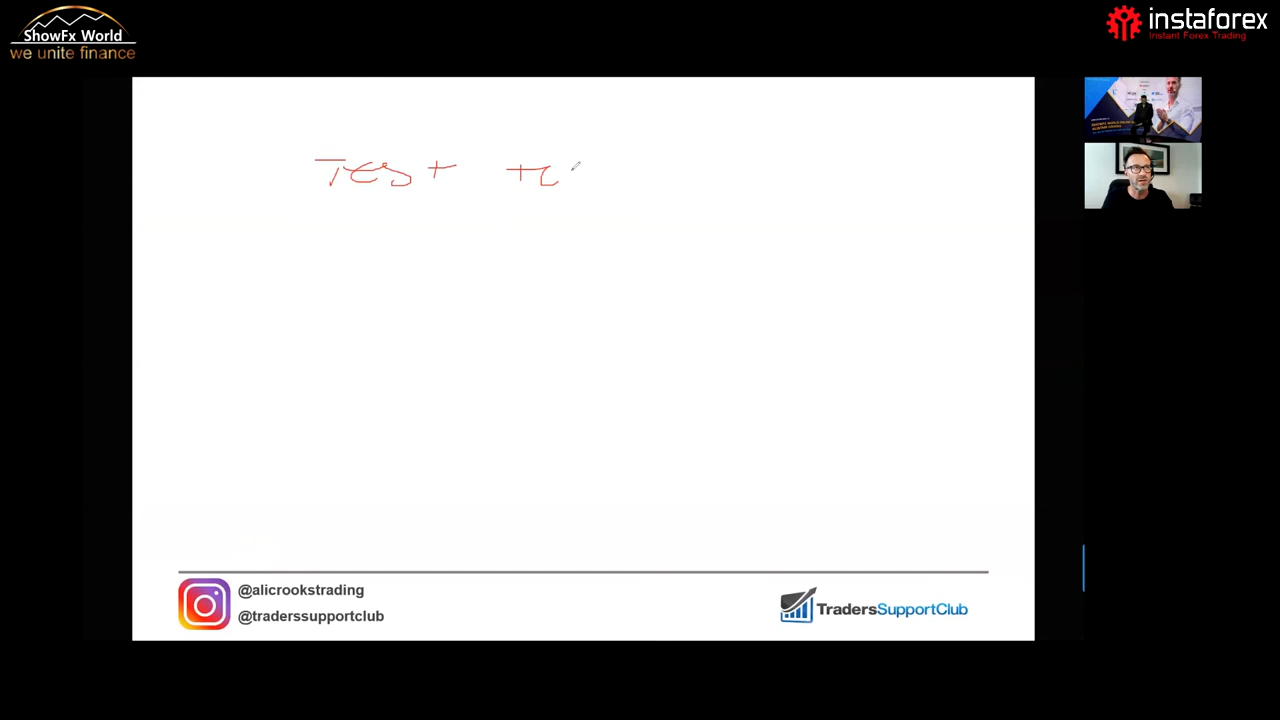 ShowFx World
we unite finance
instaforex
Instant Forex Trading
Test
@alicrookstrading
@traderssupportclub
TradersSupportClub